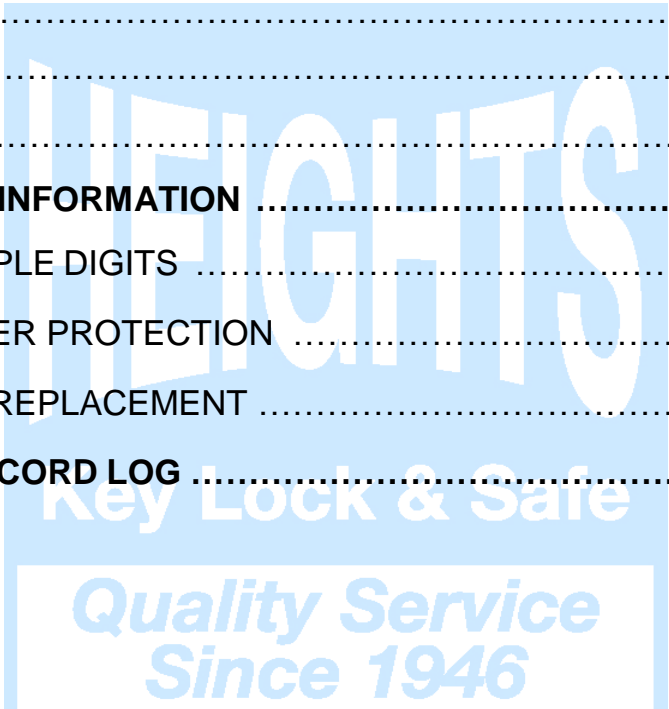 ……………………………………………………
……………………………………………………
……………………………………………………
INFORMATION ………………………………
PLE DIGITS ……………………………………
ER PROTECTION ……………………………
REPLACEMENT ………………………………
CORD LOG ……………………………………
HEIGHTS
Key Lock & Safe
Quality Service
Since 1946